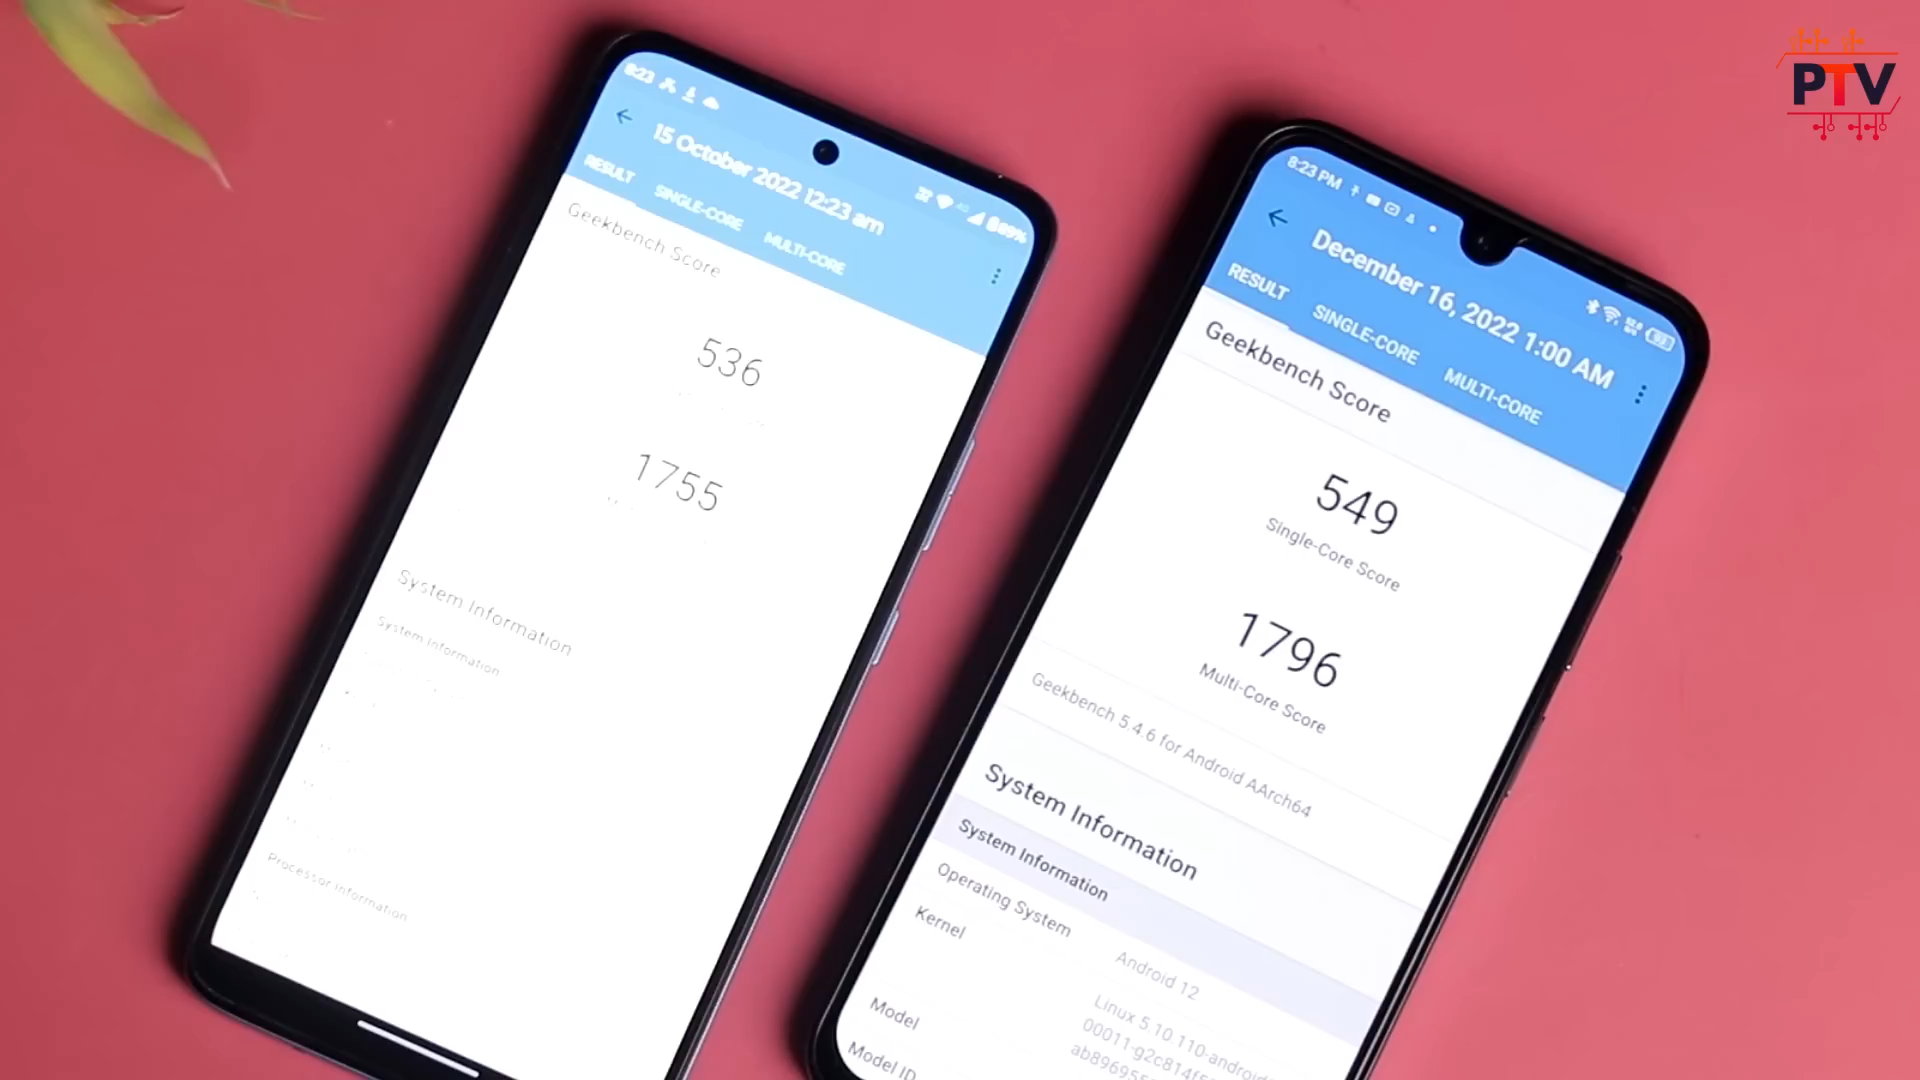 PTV
8:23
15 October 2022 12:23 am
RESULT
SINGLE-CORE
MULTI-CORE
Geekbench Score
536
1755
System Information
System Information
Processor Information
8:23 PM
December 16, 2022 1:00 AM
RESULT
SINGLE-CORE
MULTI-CORE
Geekbench Score
549
Single-Core Score
1796
Multi-Core Score
Geekbench 5.4.6 for Android AArch64
System Information
System Information
Operating System
Android 12
Kernel
Linux 5.10.110-android
Model
Model ID